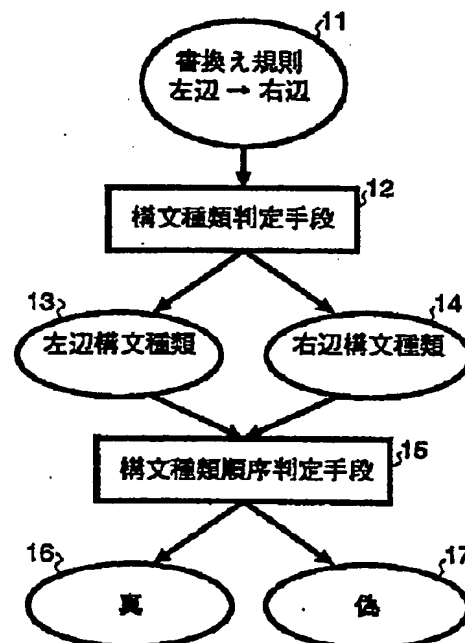 11
書換え規則
左辺 → 右辺
12
構文種類判定手段
13
14
左辺構文種類
右辺構文種類
15
構文種類順序判定手段
16
17
真
偽